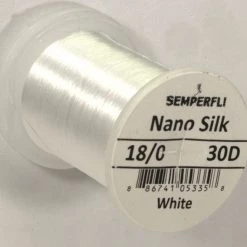 SEMPERFLI
Nano Silk
18/0 30D
8 86741 05335 8
White